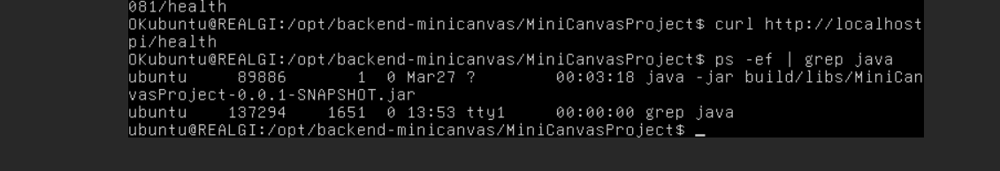 081/health
OKubuntu@REALGI:/opt/backend-minicanvas/MiniCanvasProject$ curl http://localhost
pi/health
OKubuntu@REALGI:/opt/backend-minicanvas/MiniCanvasProject$ ps -ef | grep java
ubuntu     89886       1  0 Mar27 ?        00:03:18 java -jar build/libs/MiniCan
vasProject-0.0.1-SNAPSHOT.jar
ubuntu    137294    1651  0 13:53 tty1     00:00:00 grep java
ubuntu@REALGI:/opt/backend-minicanvas/MiniCanvasProject$ _